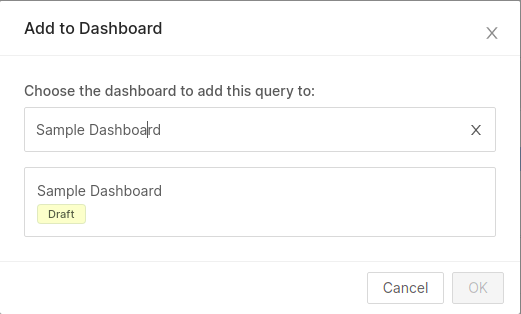 Add to Dashboard
Choose the dashboard to add this query to:
Sample Dashboard
Sample Dashboard
Draft
Cancel OK